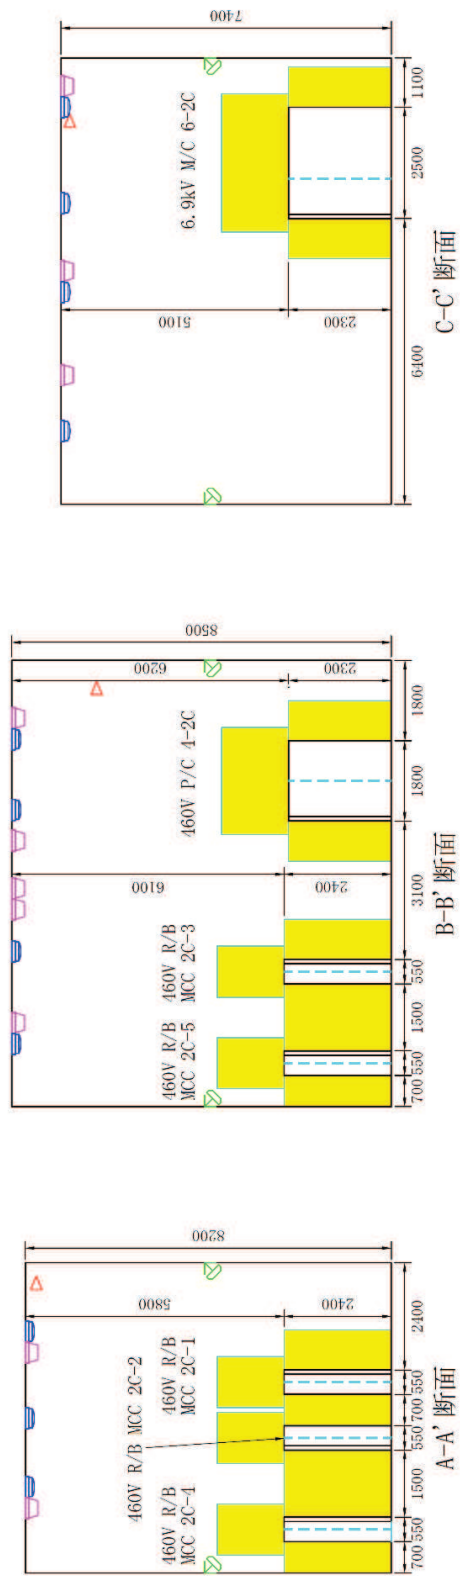 7400
6.9kV M/C 6-2C
5100
2300
6400
2500
1100
C-C' 断面
8500
6200
460V P/C 4-2C
6100
460V R/B
MCC 2C-3
460V R/B
MCC 2C-5
2400
2300
700
550
1500
550
3100
1800
1800
B-B' 断面
8200
5800
460V R/B MCC 2C-2
460V R/B
MCC 2C-1
460V R/B
MCC 2C-4
2400
700
550
1500
550
700
550
2400
A-A' 断面